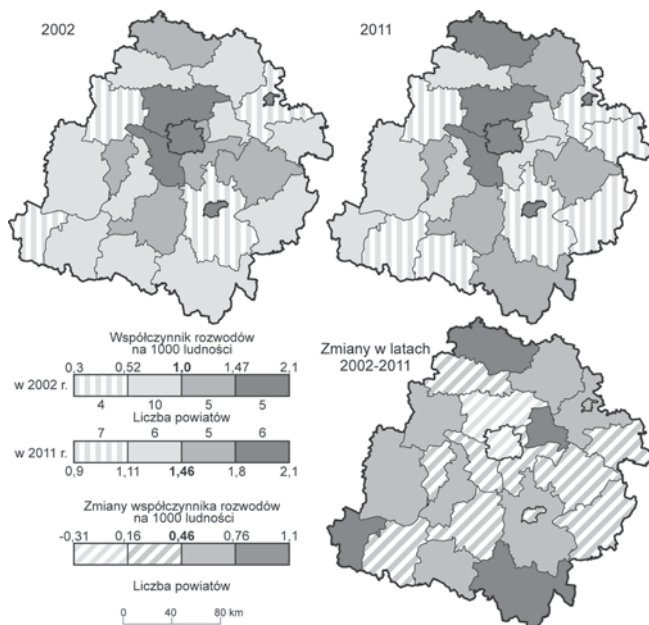 2002
2011
Współczynnik rozwodów
na 1000 ludności
0,3 0,52 1,0 1,47 2,1
w 2002 r.
4 10 5 5
Liczba powiatów
7 6 5 6
w 2011 r.
0,9 1,11 1,46 1,8 2,1
Zmiany współczynnika rozwodów
na 1000 ludności
-0,31 0,16 0,46 0,76 1,1
Liczba powiatów
0 40 80 km
Zmiany w latach
2002-2011